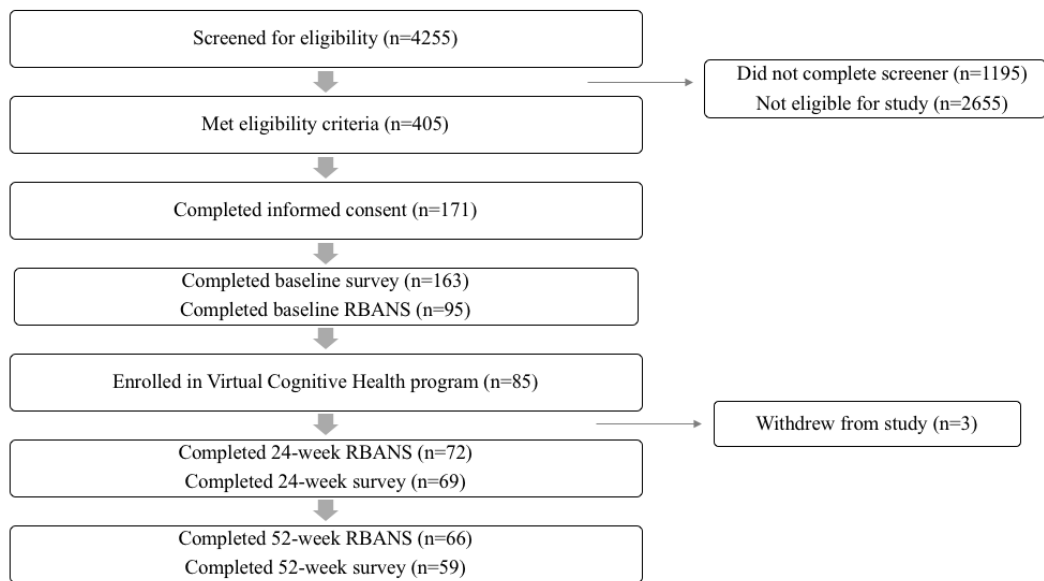 Screened for eligibility (n=4255)
Did not complete screener (n=1195)
Not eligible for study (n=2655)
Met eligibility criteria (n=405)
Completed informed consent (n=171)
Completed baseline survey (n=163)
Completed baseline RBANS (n=95)
Enrolled in Virtual Cognitive Health program (n=85)
Withdrew from study (n=3)
Completed 24-week RBANS (n=72)
Completed 24-week survey (n=69)
Completed 52-week RBANS (n=66)
Completed 52-week survey (n=59)